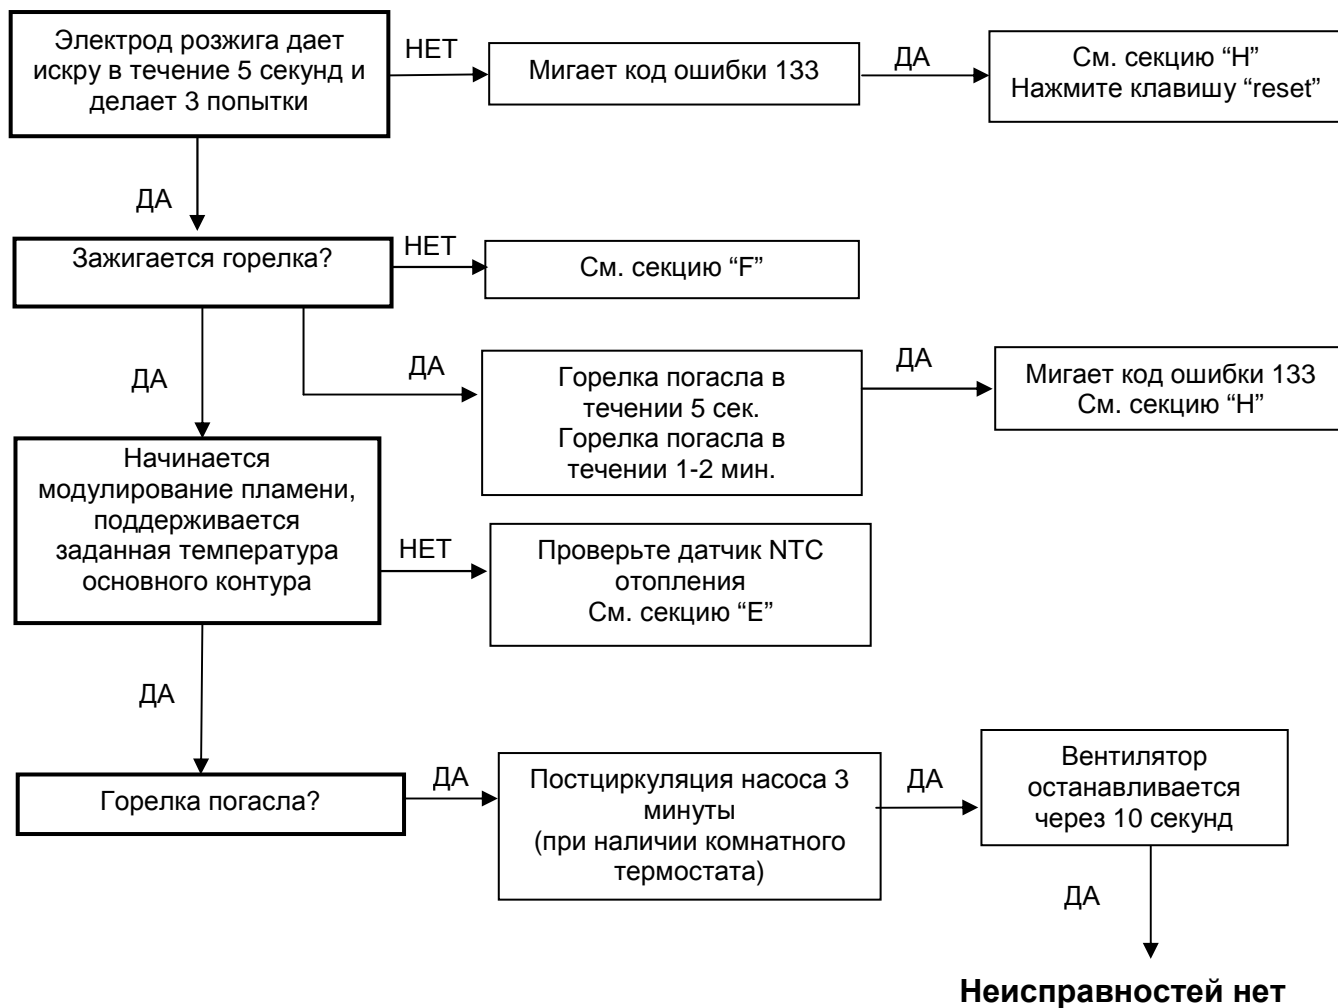 Электрод розжига дает
искру в течение 5 секунд и
делает 3 попытки
НЕТ
Мигает код ошибки 133
ДА
См. секцию “H”
Нажмите клавишу “reset”
ДА
Зажигается горелка?
НЕТ
См. секцию “F”
ДА
ДА
Горелка погасла в
течении 5 сек.
Горелка погасла в
течении 1-2 мин.
ДА
Мигает код ошибки 133
См. секцию “H”
Начинается
модулирование пламени,
поддерживается
заданная температура
основного контура
НЕТ
Проверьте датчик NTC
отопления
См. секцию “E”
ДА
Горелка погасла?
ДА
Постциркуляция насоса 3
минуты
(при наличии комнатного
термостата)
ДА
Вентилятор
останавливается
через 10 секунд
ДА
Неисправностей нет